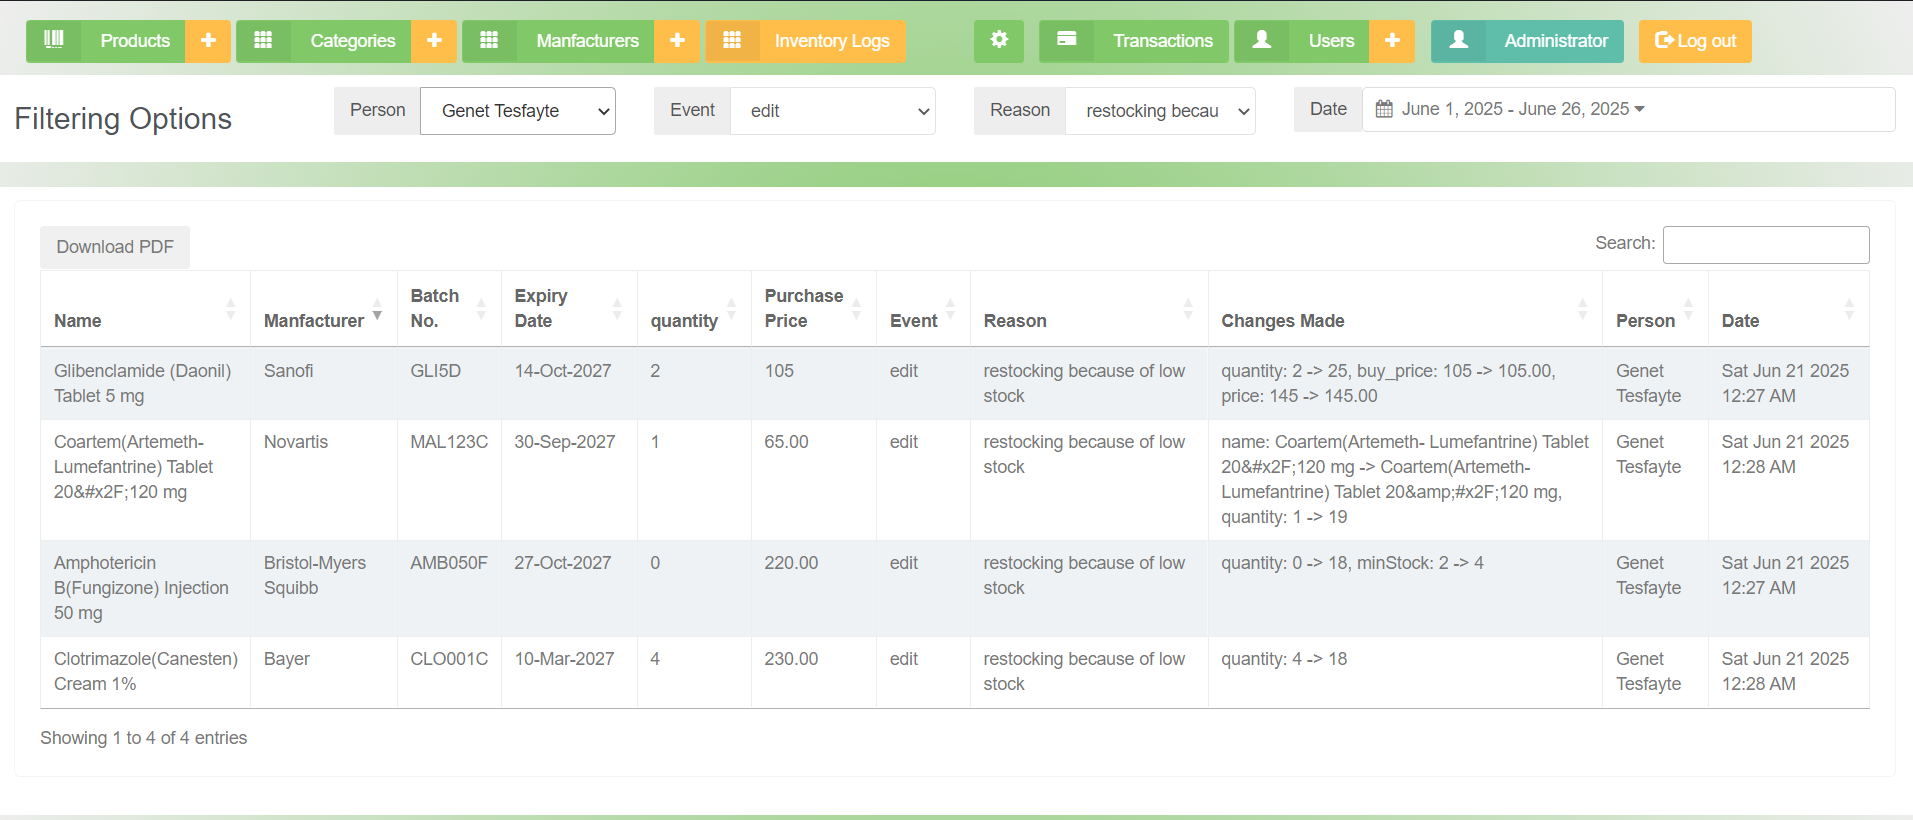 Products + Categories + Manfacturers + Inventory Logs Transactions Users + Administrator Log out
Filtering Options Person Genet Tesfayte Event edit Reason restocking becau Date June 1, 2025 - June 26, 2025
Download PDF
Search:
Name Manfacturer Batch No. Expiry Date quantity Purchase Price Event Reason Changes Made Person Date
Glibenclamide (Daonil) Sanofi GLI5D 14-Oct-2027 2 105 edit restocking because of low quantity: 2 -> 25, buy_price: 105 -> 105.00, Genet Sat Jun 21 2025
Tablet 5 mg stock price: 145 -> 145.00 Tesfayte 12:27 AM
Coartem(Artemeth- Novartis MAL123C 30-Sep-2027 1 65.00 edit restocking because of low name: Coartem(Artemeth- Lumefantrine) Tablet Genet Sat Jun 21 2025
Lumefantrine) Tablet stock 20&#x2F;120 mg -> Coartem(Artemeth- Tesfayte 12:28 AM
20&#x2F;120 mg Lumefantrine) Tablet 20&amp;#x2F;120 mg,
quantity: 1 -> 19
Amphotericin Bristol-Myers AMB050F 27-Oct-2027 0 220.00 edit restocking because of low quantity: 0 -> 18, minStock: 2 -> 4 Genet Sat Jun 21 2025
B(Fungizone) Injection Squibb stock Tesfayte 12:27 AM
50 mg
Clotrimazole(Canesten) Bayer CLO001C 10-Mar-2027 4 230.00 edit restocking because of low quantity: 4 -> 18 Genet Sat Jun 21 2025
Cream 1% stock Tesfayte 12:28 AM
Showing 1 to 4 of 4 entries